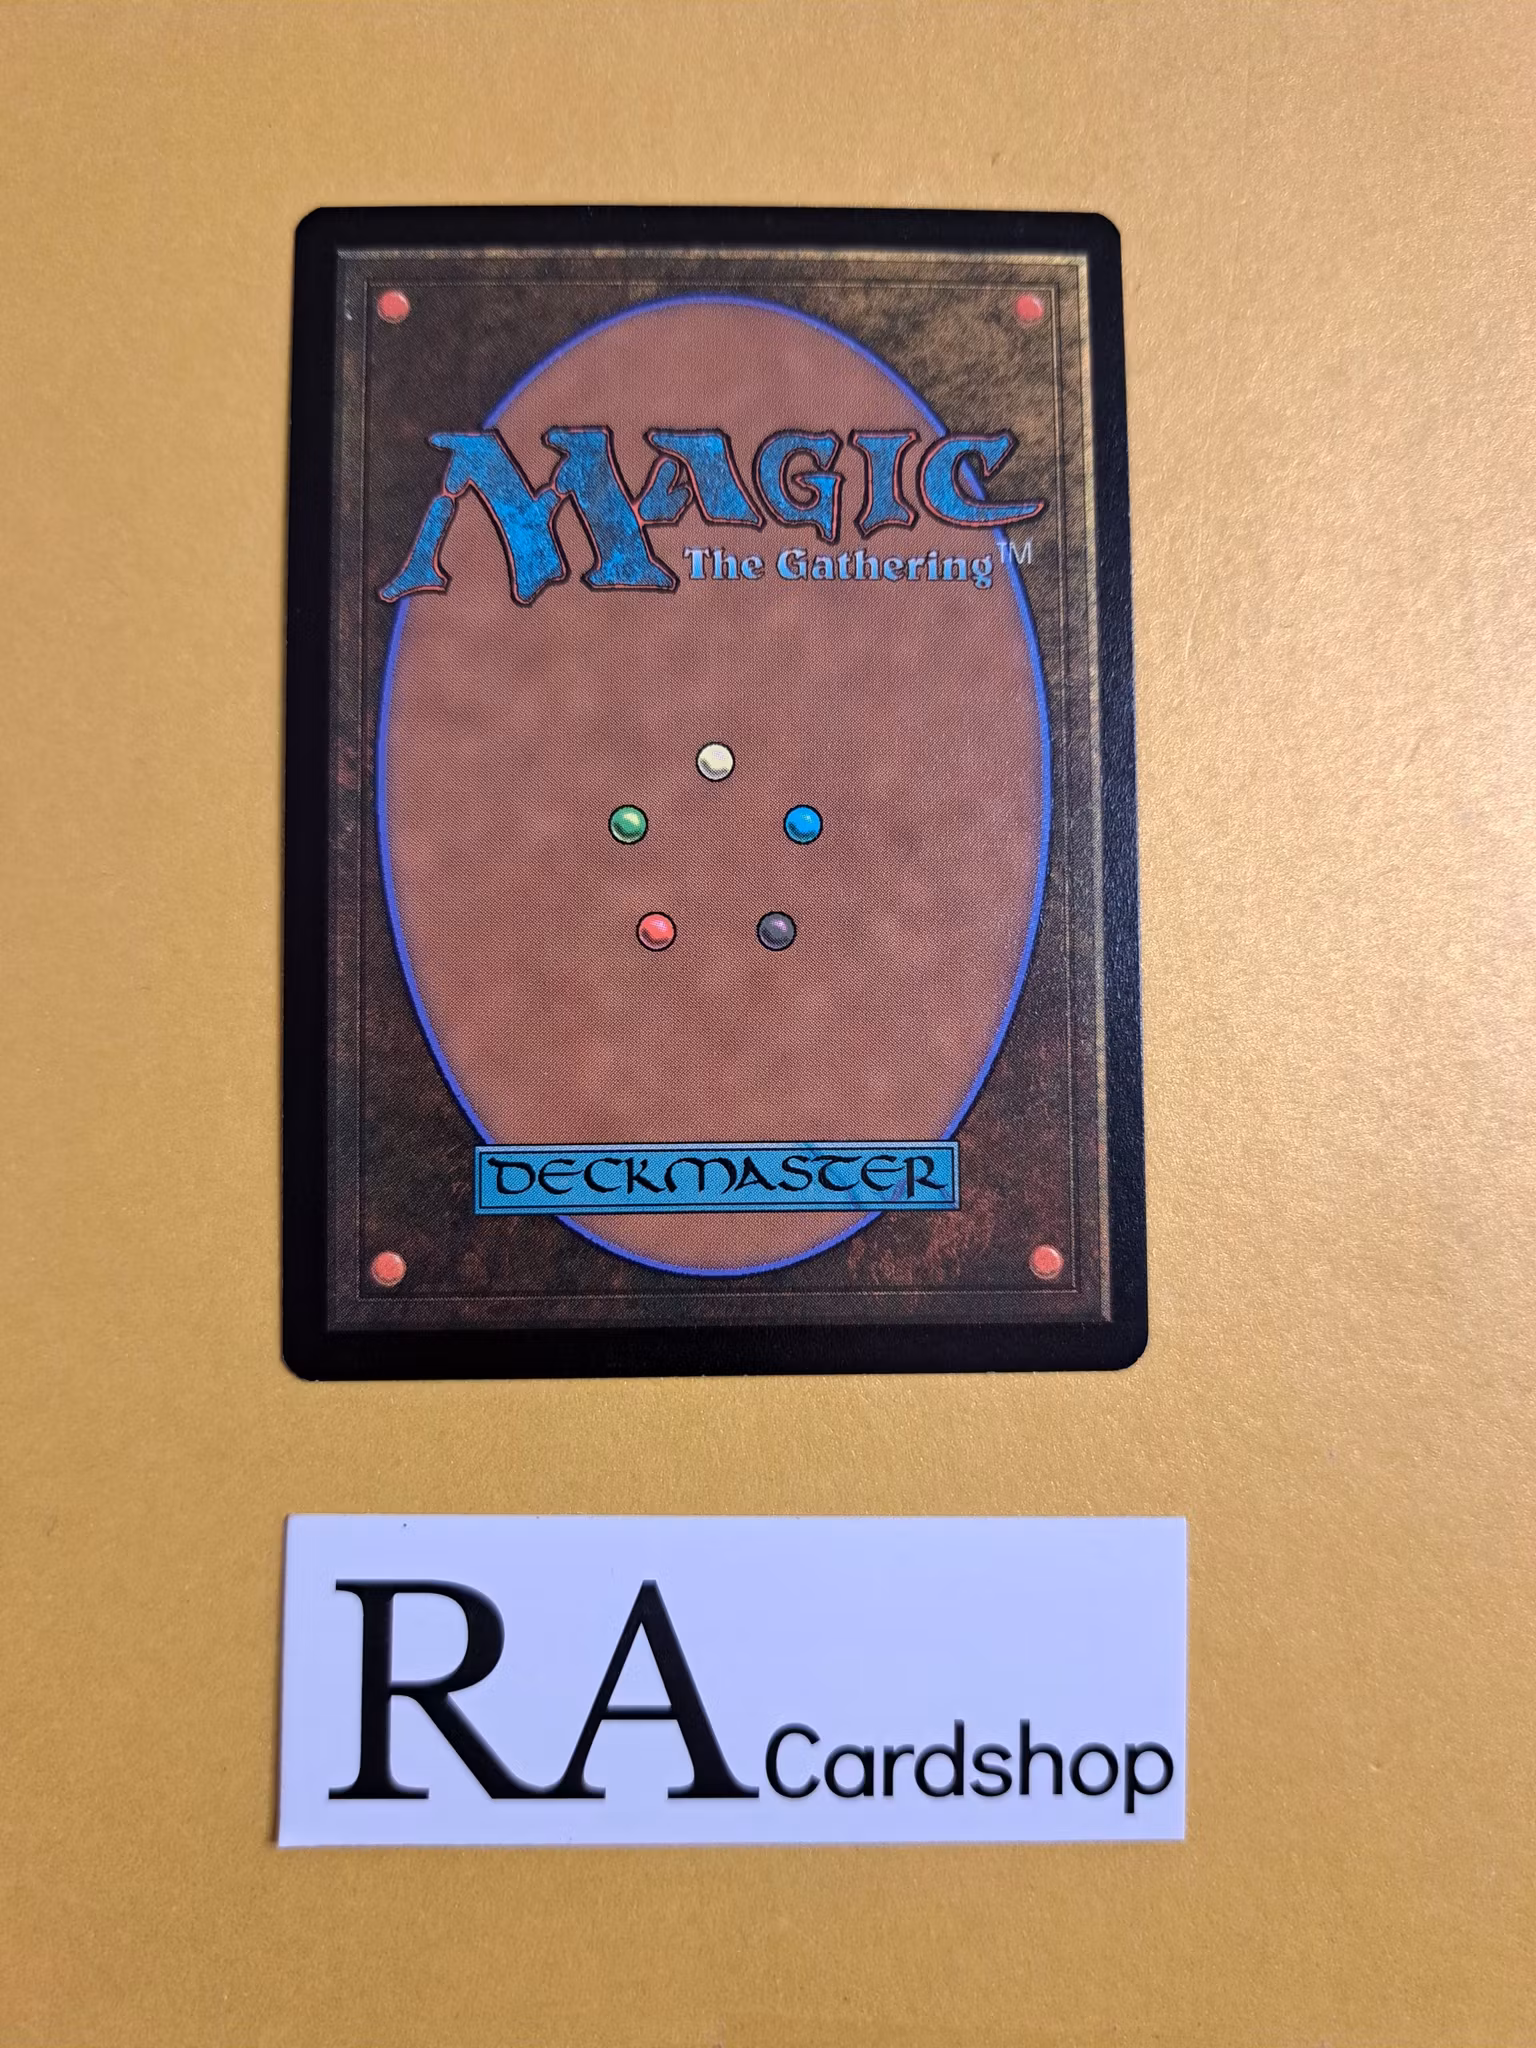 MAGIC
The Gathering™
DECKMASTER
RA Cardshop